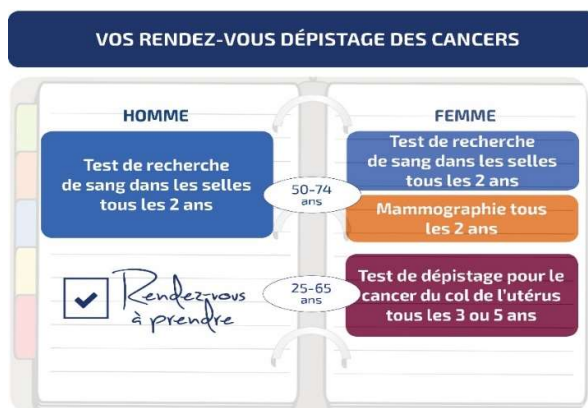 VOS RENDEZ-VOUS DÉPISTAGE DES CANCERS
HOMME
Test de recherche
de sang dans les selles
tous les 2 ans
Rendez-vous
à prendre
50-74
ans
25-65
ans
FEMME
Test de recherche
de sang dans les selles
tous les 2 ans
Mammographie tous
les 2 ans
Test de dépistage pour le
cancer du col de l'utérus
tous les 3 ou 5 ans